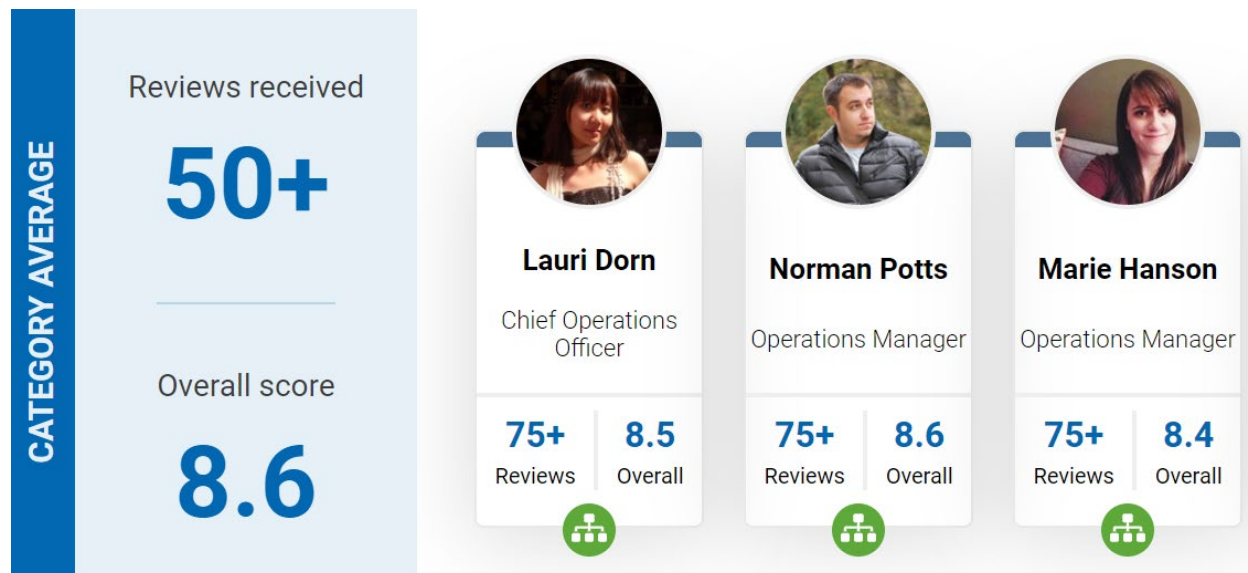 CATEGORY AVERAGE
Reviews received
50+
Overall score
8.6
Lauri Dorn
Chief Operations
Officer
75+
Reviews
8.5
Overall
Norman Potts
Operations Manager
75+
Reviews
8.6
Overall
Marie Hanson
Operations Manager
75+
Reviews
8.4
Overall